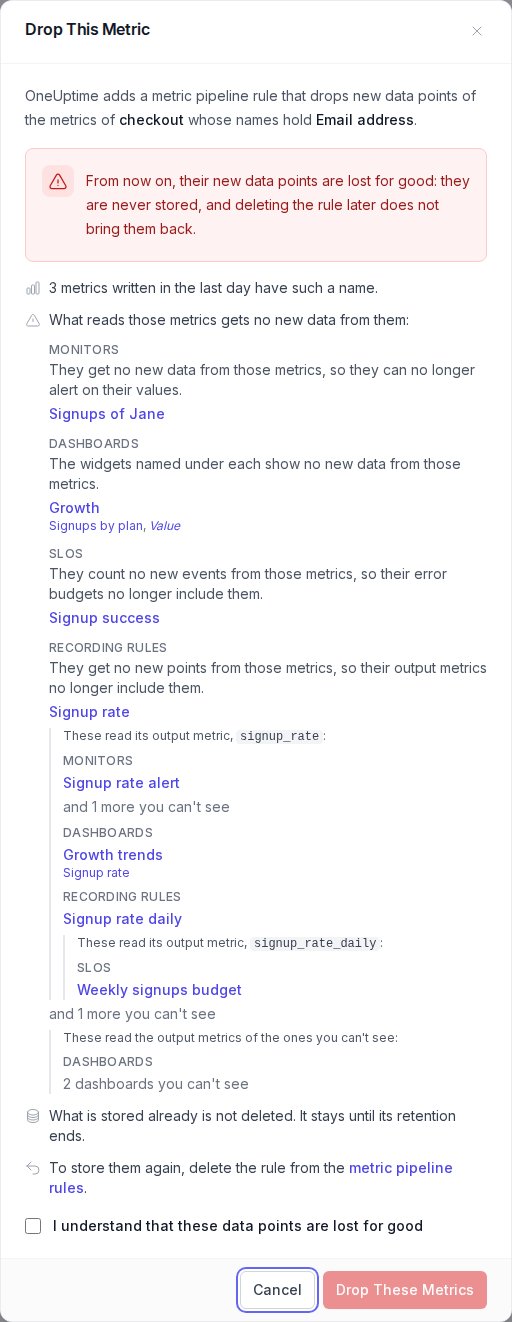 Drop This Metric
OneUptime adds a metric pipeline rule that drops new data points of
the metrics of checkout whose names hold Email address.
From now on, their new data points are lost for good: they
are never stored, and deleting the rule later does not
bring them back.
3 metrics written in the last day have such a name.
What reads those metrics gets no new data from them:
MONITORS
They get no new data from those metrics, so they can no longer
alert on their values.
Signups of Jane
DASHBOARDS
The widgets named under each show no new data from those
metrics.
Growth
Signups by plan, Value
SLOS
They count no new events from those metrics, so their error
budgets no longer include them.
Signup success
RECORDING RULES
They get no new points from those metrics, so their output metrics
no longer include them.
Signup rate
These read its output metric, signup_rate:
MONITORS
Signup rate alert
and 1 more you can't see
DASHBOARDS
Growth trends
Signup rate
RECORDING RULES
Signup rate daily
These read its output metric, signup_rate_daily:
SLOS
Weekly signups budget
and 1 more you can't see
These read the output metrics of the ones you can't see:
DASHBOARDS
2 dashboards you can't see
What is stored already is not deleted. It stays until its retention
ends.
To store them again, delete the rule from the metric pipeline
rules.
I understand that these data points are lost for good
Cancel
Drop These Metrics